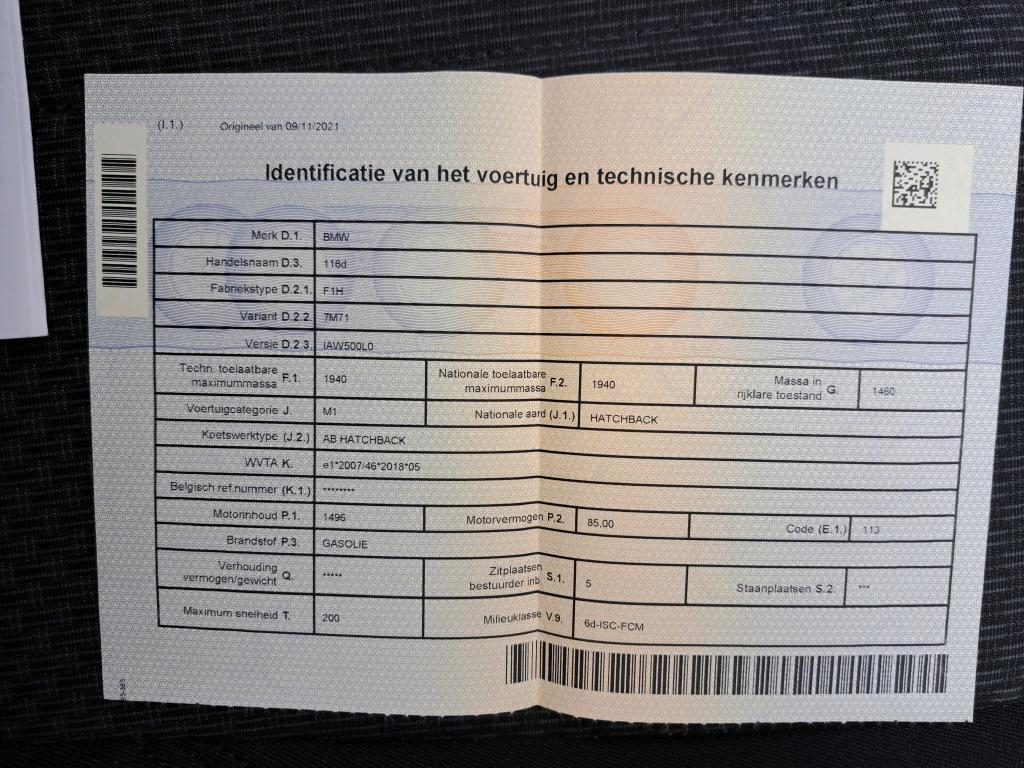 (I.1.) Origineel van 09/11/2021
Identificatie van het voertuig en technische kenmerken
Merk D.1. BMW
Handelsnaam D.3. 116d
Fabriekstype D.2.1. F1H
Variant D.2.2. 7M71
Versie D.2.3. IAW500L0
Techn. toelaatbare maximummassa F.1. 1940 Nationale toelaatbare maximummassa F.2. 1940 Massa in rijklare toestand G. 1460
Voertuigcategorie J. M1 Nationale aard (J.1.) HATCHBACK
Koetswerktype (J.2.) AB HATCHBACK
WVTA K. e1*2007/46*2018*05
Belgisch ref.nummer (K.1.) ********
Motorinhoud P.1. 1496 Motorvermogen P.2. 85,00 Code (E.1.) 113
Brandstof P.3. GASOLIE
Verhouding vermogen/gewicht Q. ***** Zitplaatsen bestuurder inb. S.1. 5 Staanplaatsen S.2. ***
Maximum snelheid T. 200 Milieuklasse V.9. 6d-ISC-FCM